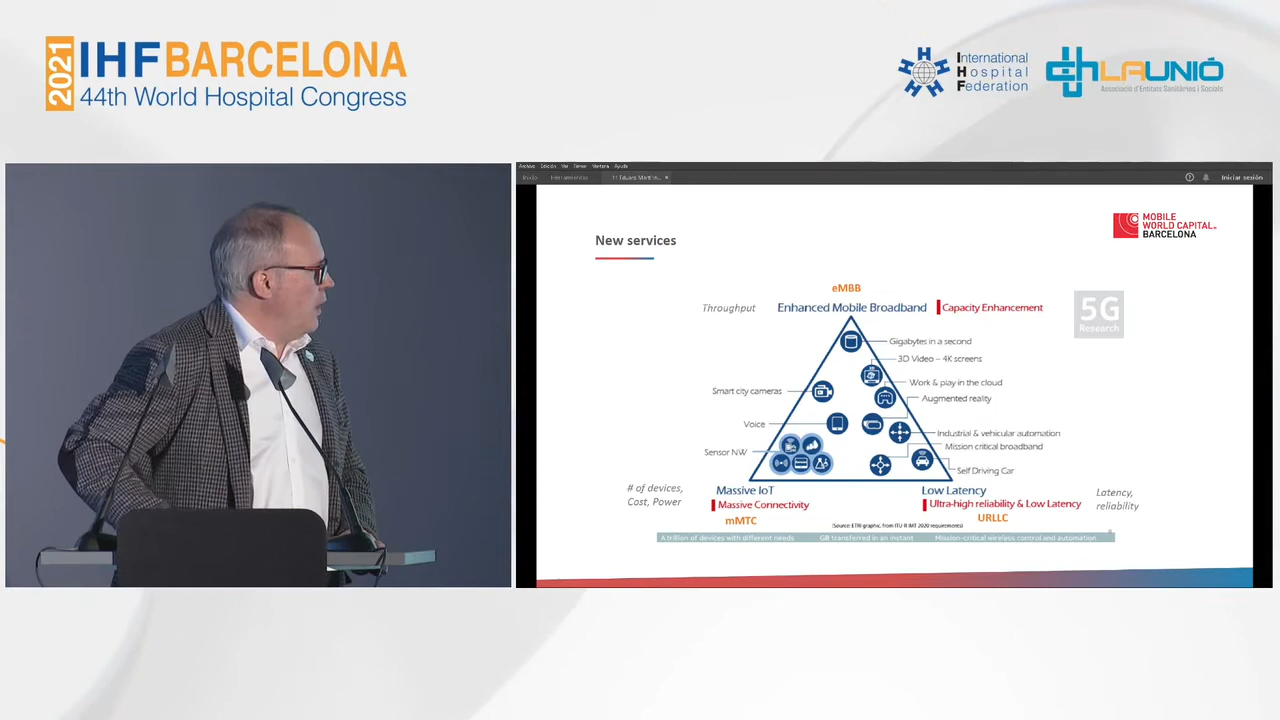 2021 IHF BARCELONA
44th World Hospital Congress
International
Hospital
Federation
LAUNIÓ
Associació d'Entitats Sanitàries i Socials
Archivo Edición Ver Firmar Ventana Ayuda
Inicio Herramientas
Iniciar sesión
MOBILE
WORLD CAPITAL
BARCELONA
New services
eMBB
Throughput Enhanced Mobile Broadband Capacity Enhancement
5G
Research
Gigabytes in a second
3D Video – 4K screens
Smart city cameras Work & play in the cloud
Augmented reality
Voice
Industrial & vehicular automation
Sensor NW Mission critical broadband
Self Driving Car
# of devices,
Cost, Power
Massive IoT
Massive Connectivity
mMTC
Low Latency
Ultra-high reliability & Low Latency
URLLC
Latency,
reliability
(Source: ETRI graphic, from ITU-R IMT 2020 requirements)
A trillion of devices with different needs GB transferred in an instant Mission-critical wireless control and automation